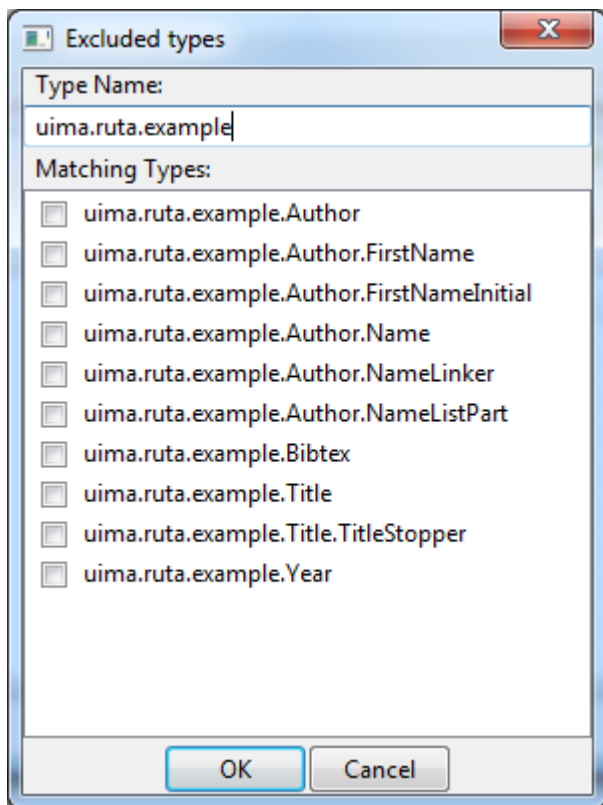 Excluded types
Type Name:
uima.ruta.example
Matching Types:
uima.ruta.example.Author
uima.ruta.example.Author.FirstName
uima.ruta.example.Author.FirstNameInitial
uima.ruta.example.Author.Name
uima.ruta.example.Author.NameLinker
uima.ruta.example.Author.NameListPart
uima.ruta.example.Bibtex
uima.ruta.example.Title
uima.ruta.example.Title.TitleStopper
uima.ruta.example.Year
OK Cancel